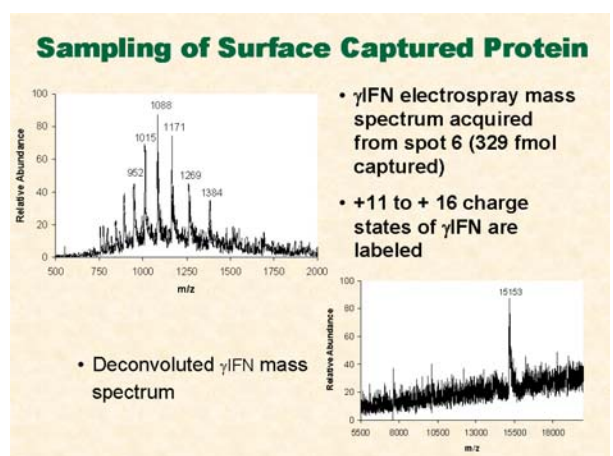 Sampling of Surface Captured Protein
100
80
60
40
20
0
Relative Abundance
952
1015
1088
1171
1269
1384
500 750 1000 1250 1500 1750 2000
m/z
• γIFN electrospray mass
spectrum acquired
from spot 6 (329 fmol
captured)
• +11 to + 16 charge
states of γIFN are
labeled
• Deconvoluted γIFN mass
spectrum
100
80
60
40
20
0
Relative Abundance
15153
5500 8000 10500 13000 15500 18000
m/z